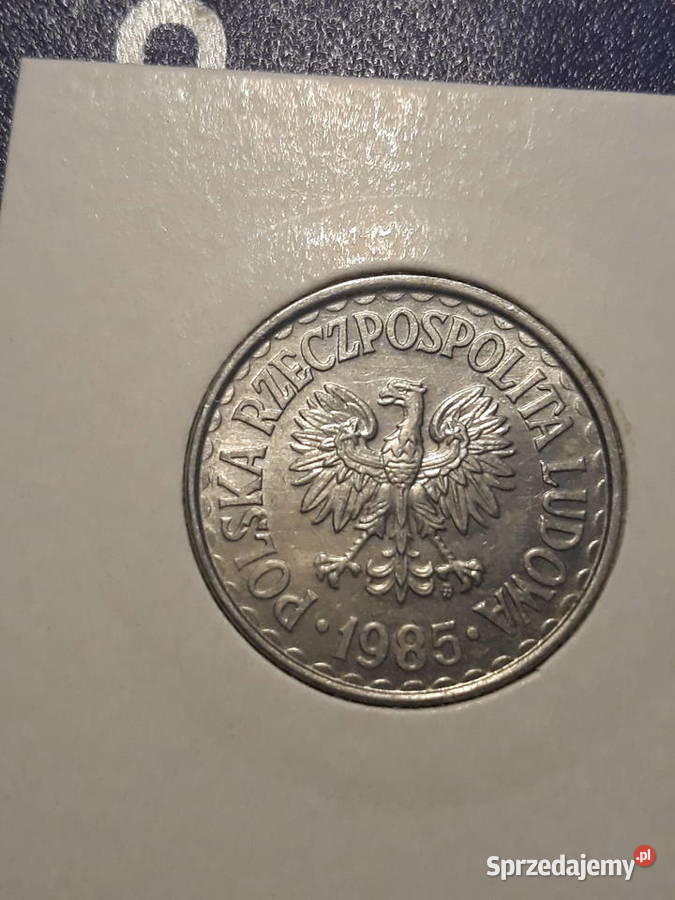 POLSKA RZECZPOSPOLITA LUDOWA
· 1985 ·
Sprzedajemy.pl